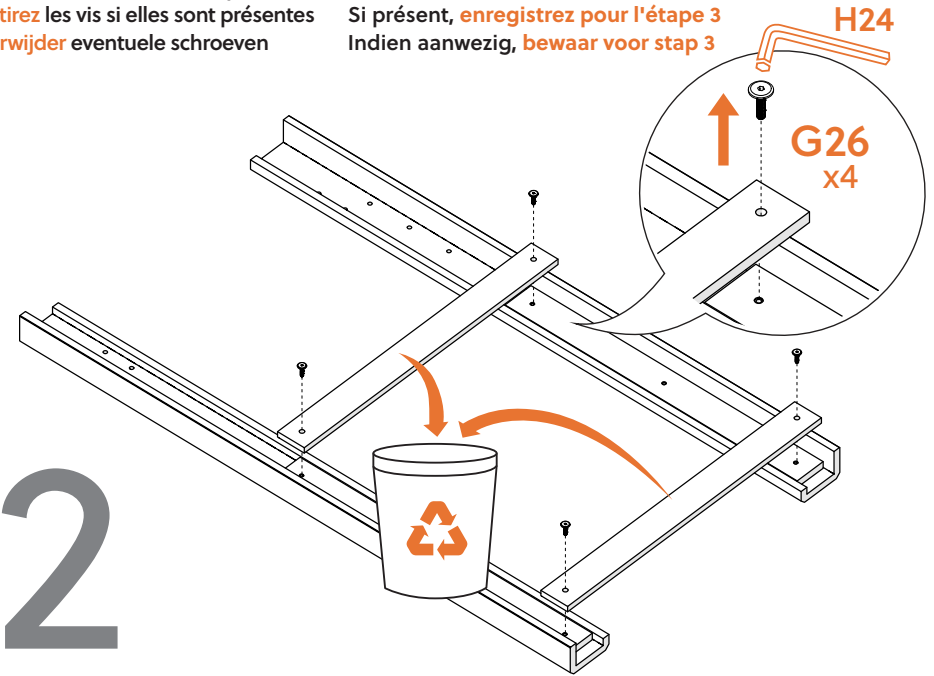 tirez les vis si elles sont présentes
rwijder eventuele schroeven
Si présent, enregistrez pour l'étape 3
Indien aanwezig, bewaar voor stap 3
H24
G26
x4
2